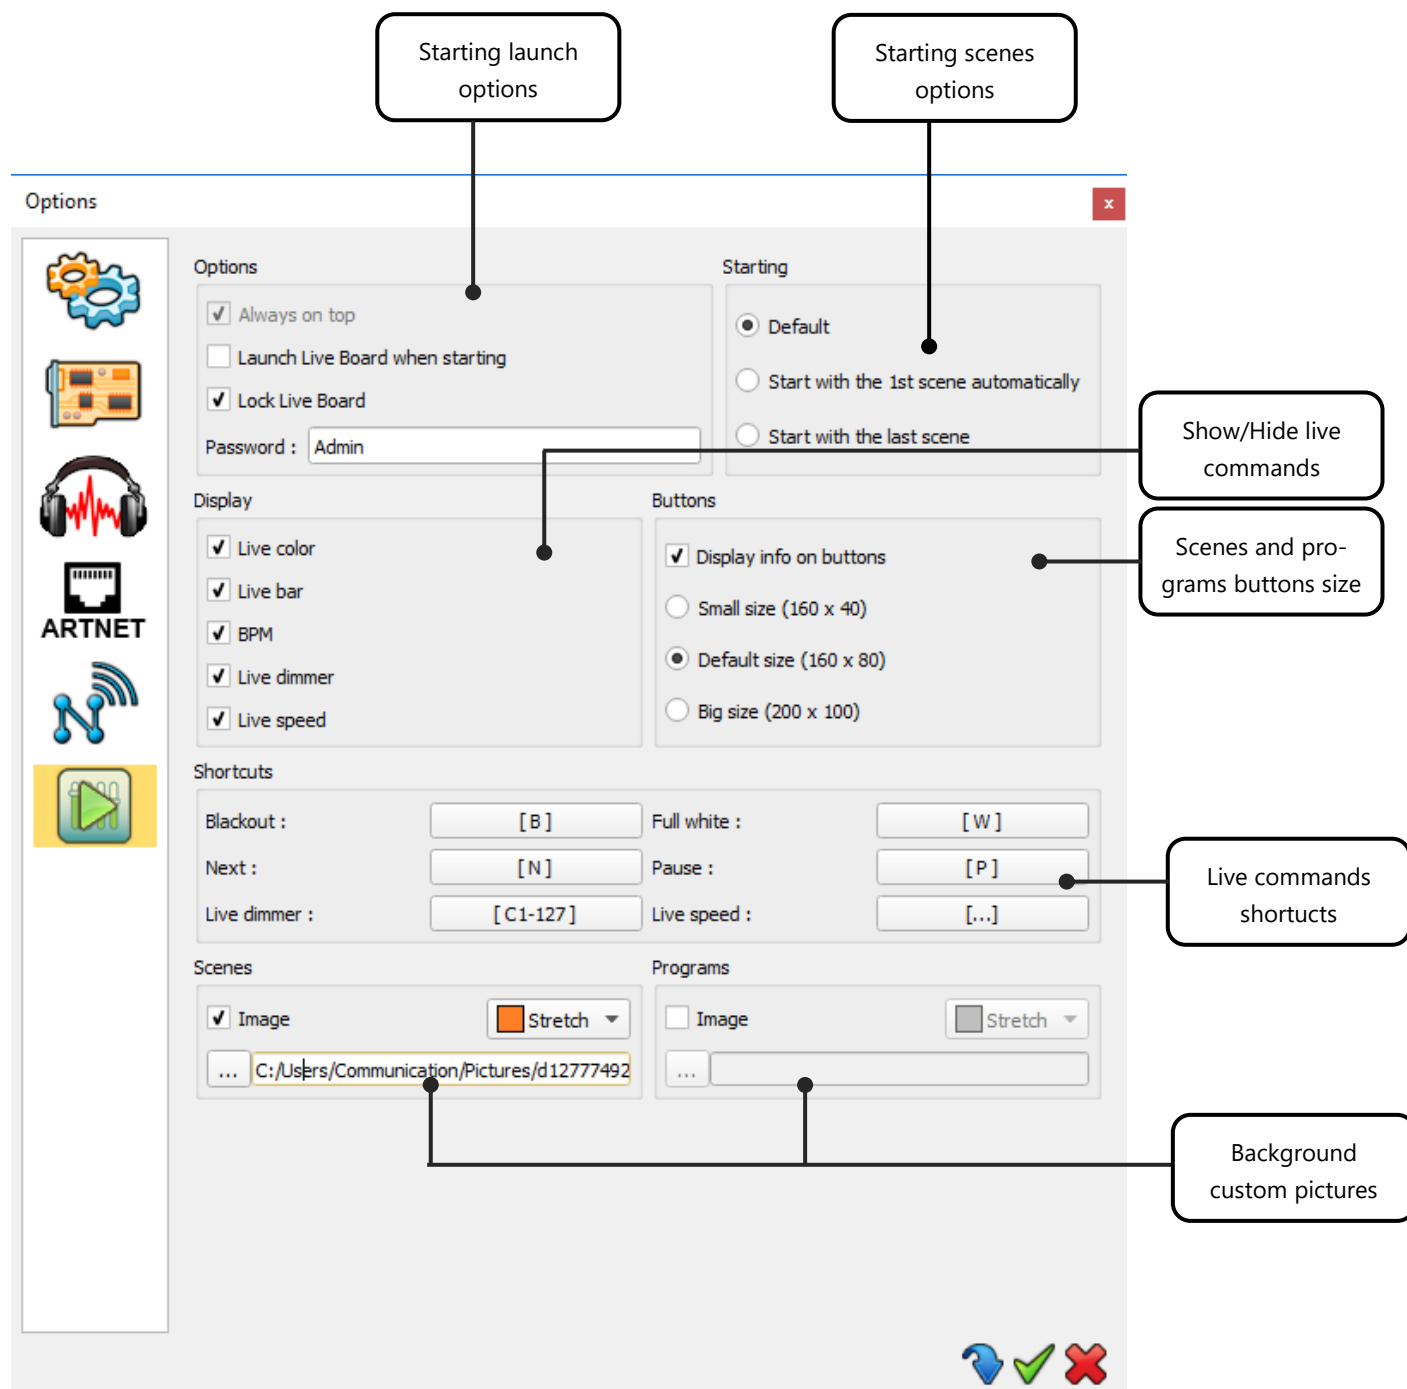 Starting launch
options
Starting scenes
options
Options
x
Options
Always on top
Launch Live Board when starting
Lock Live Board
Password :
Admin
Starting
Default
Start with the 1st scene automatically
Start with the last scene
Show/Hide live
commands
Display
Live color
Live bar
BPM
Live dimmer
Live speed
Buttons
Display info on buttons
Small size (160 x 40)
Default size (160 x 80)
Big size (200 x 100)
Scenes and pro-
grams buttons size
ARTNET
N
Shortcuts
Blackout :
[ B ]
Full white :
[ W ]
Next :
[ N ]
Pause :
[ P ]
Live dimmer :
[ C1-127 ]
Live speed :
[...]
Live commands
shortucts
Scenes
Image
Stretch
...
C:/Users/Communication/Pictures/d12777492
Programs
Image
Stretch
...
Background
custom pictures